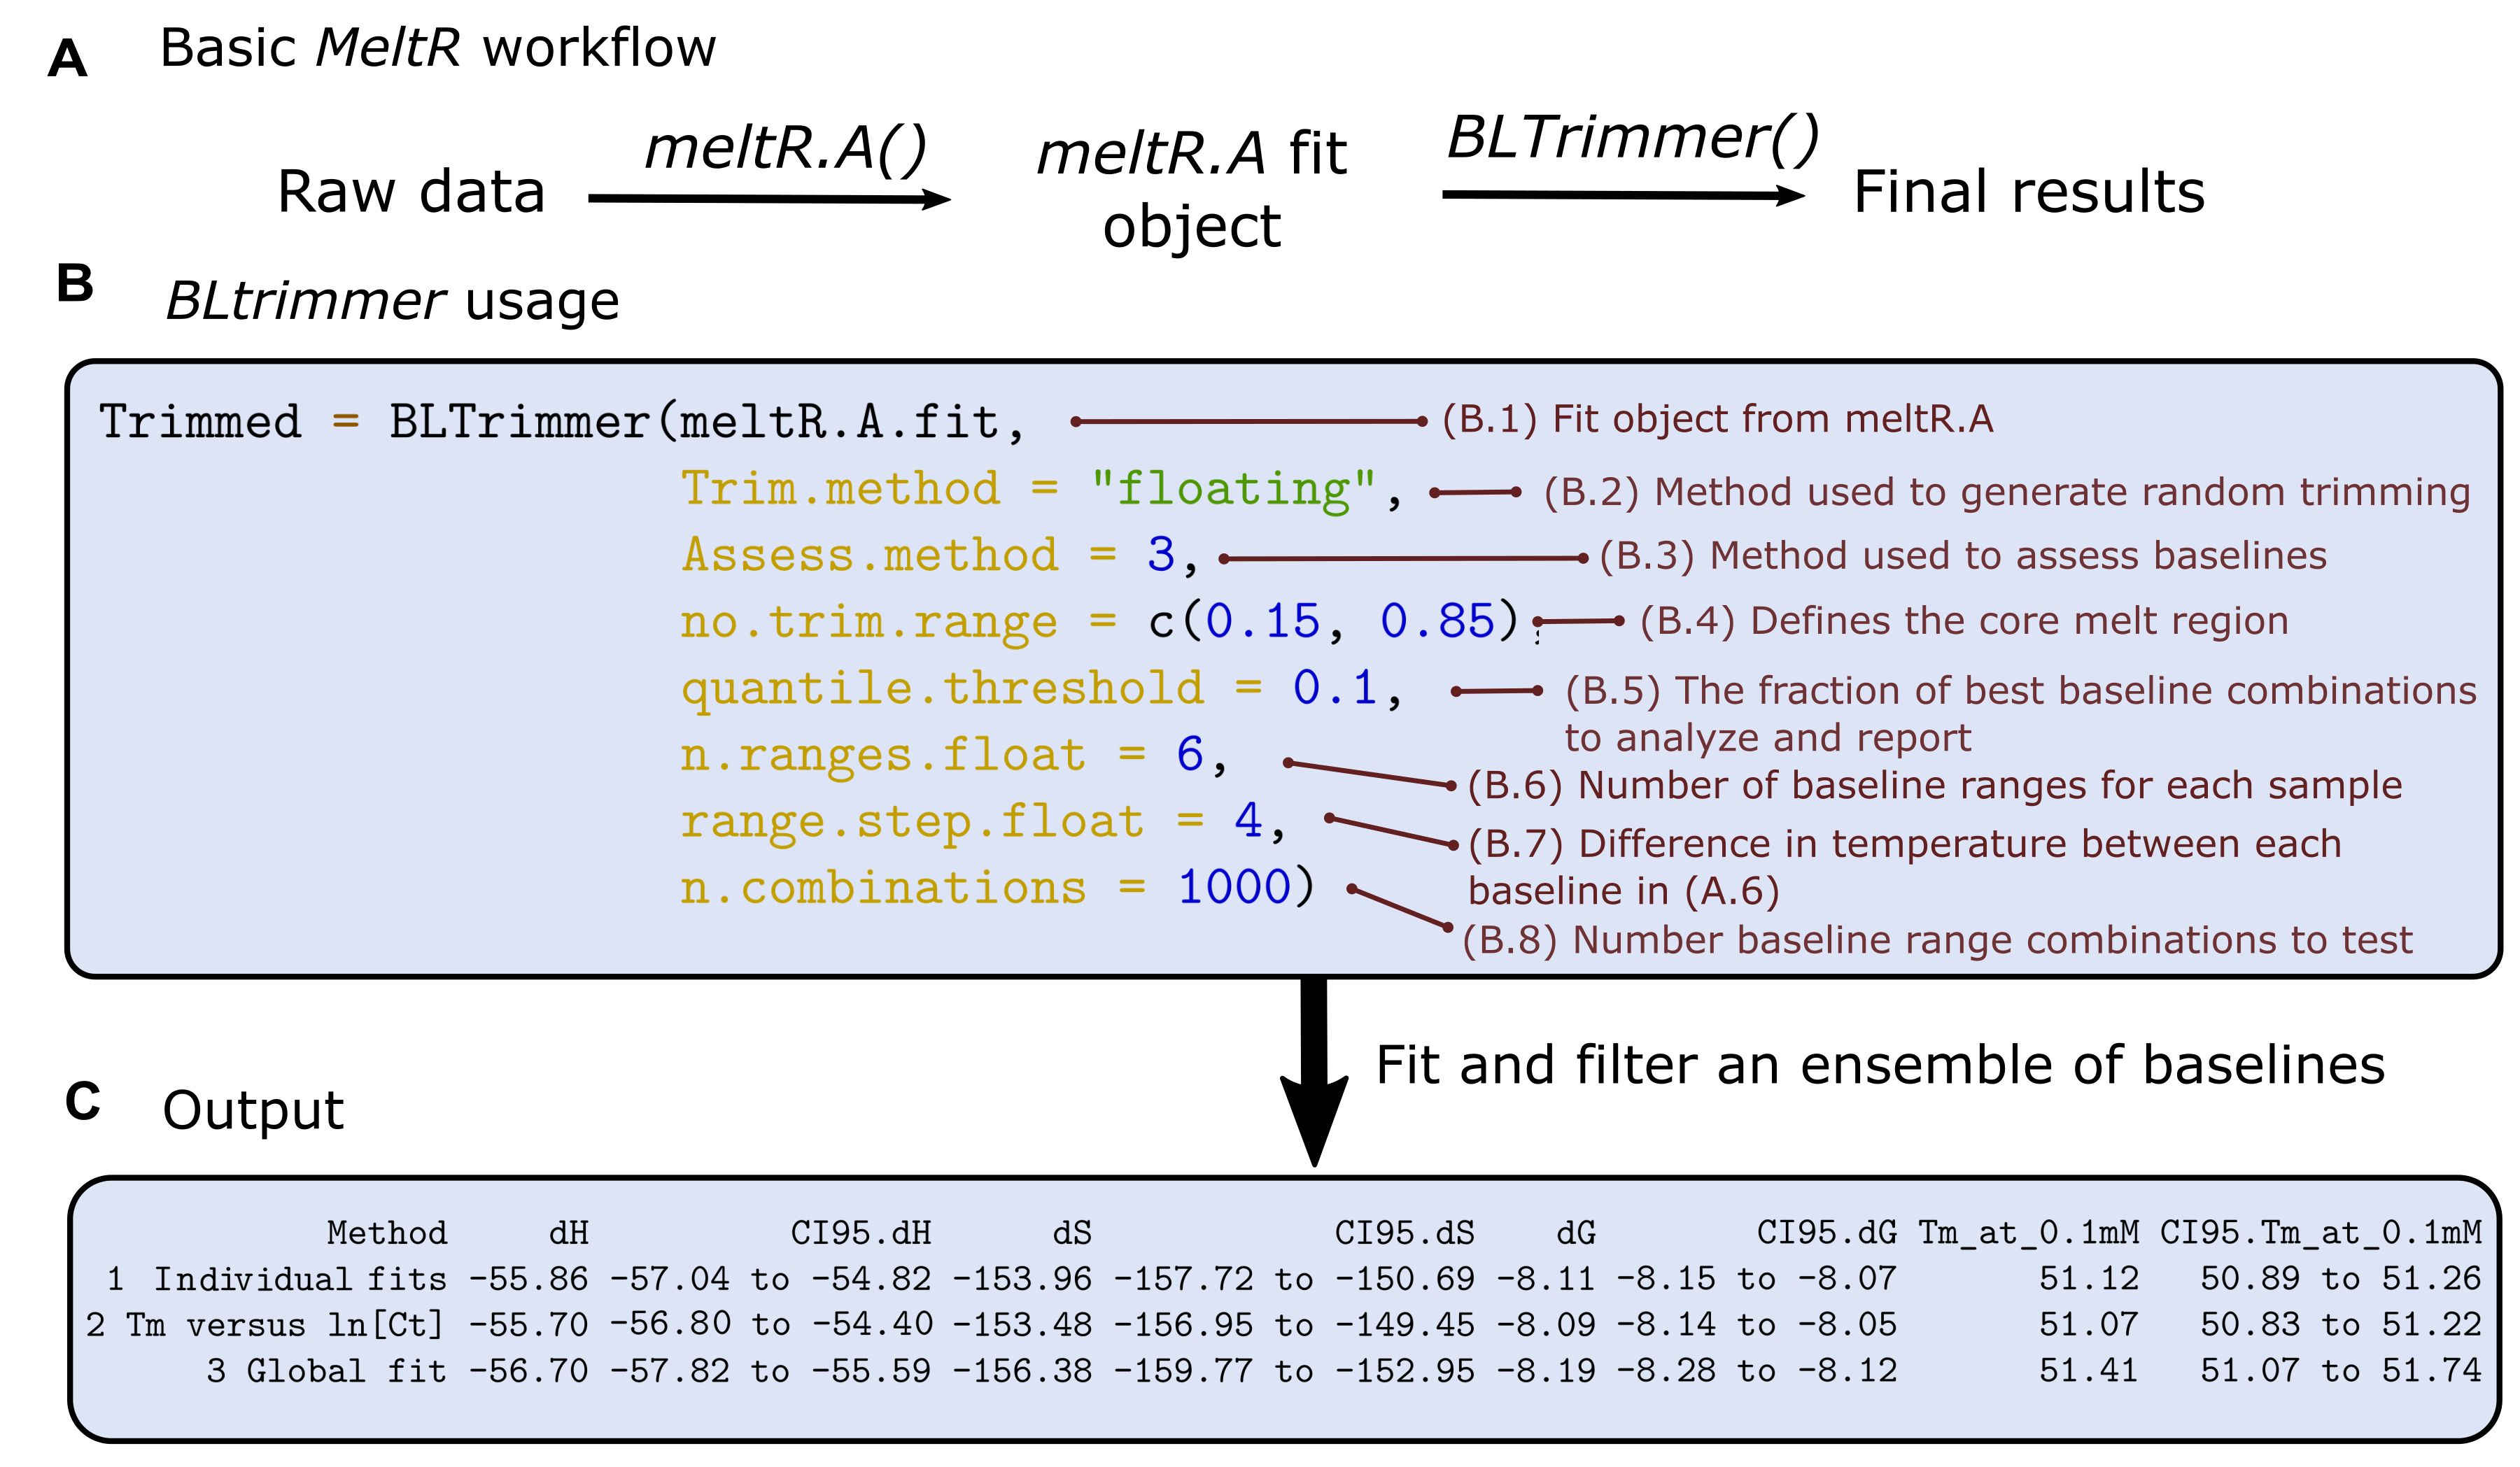 A Basic MeltR workflow
Raw data meltR.A() meltR.A fit object BLTrimmer() Final results
B BLtrimmer usage
Trimmed = BLTrimmer(meltR.A.fit, (B.1) Fit object from meltR.A
Trim.method = "floating", (B.2) Method used to generate random trimming
Assess.method = 3, (B.3) Method used to assess baselines
no.trim.range = c(0.15, 0.85), (B.4) Defines the core melt region
quantile.threshold = 0.1, (B.5) The fraction of best baseline combinations
to analyze and report
n.ranges.float = 6, (B.6) Number of baseline ranges for each sample
range.step.float = 4, (B.7) Difference in temperature between each
baseline in (A.6)
n.combinations = 1000) (B.8) Number baseline range combinations to test
Fit and filter an ensemble of baselines
C Output
Method dH CI95.dH dS CI95.dS dG CI95.dG Tm_at_0.1mM CI95.Tm_at_0.1mM
1 Individual fits -55.86 -57.04 to -54.82 -153.96 -157.72 to -150.69 -8.11 -8.15 to -8.07 51.12 50.89 to 51.26
2 Tm versus ln[Ct] -55.70 -56.80 to -54.40 -153.48 -156.95 to -149.45 -8.09 -8.14 to -8.05 51.07 50.83 to 51.22
3 Global fit -56.70 -57.82 to -55.59 -156.38 -159.77 to -152.95 -8.19 -8.28 to -8.12 51.41 51.07 to 51.74